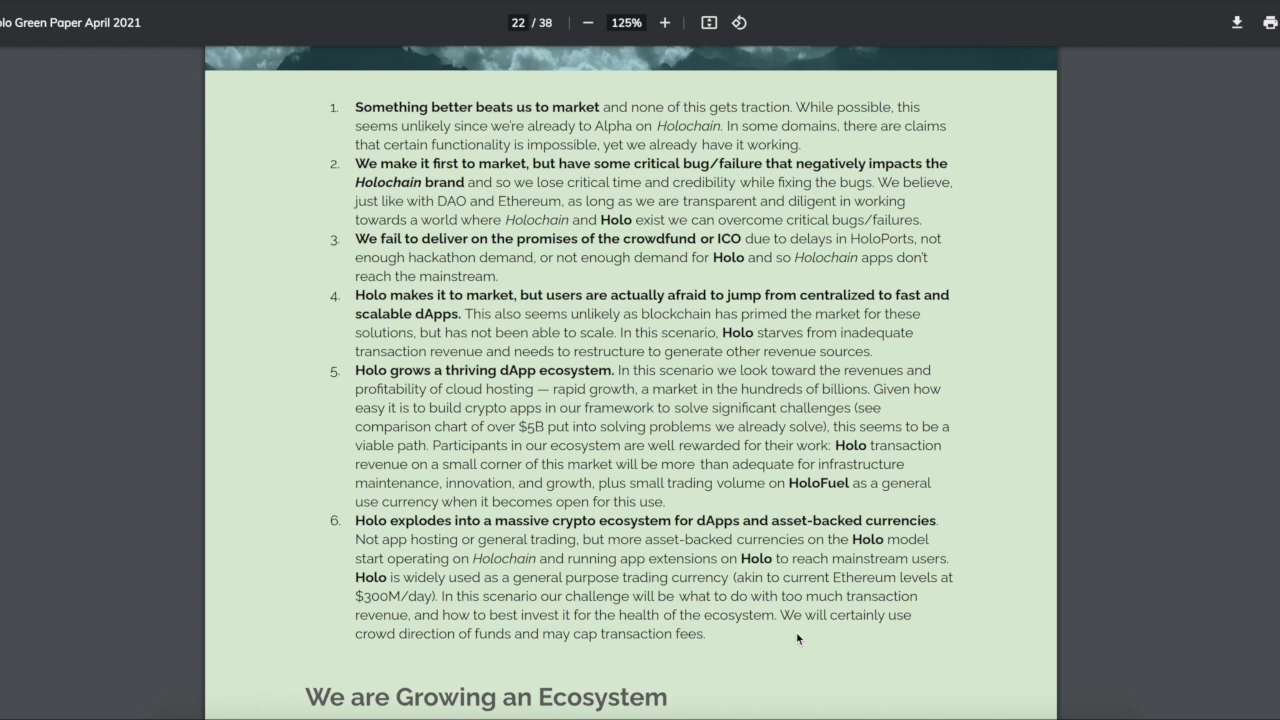 olo Green Paper April 2021
22 / 38
125%
1. Something better beats us to market and none of this gets traction. While possible, this
seems unlikely since we're already to Alpha on Holochain. In some domains, there are claims
that certain functionality is impossible, yet we already have it working.
2. We make it first to market, but have some critical bug/failure that negatively impacts the
Holochain brand and so we lose critical time and credibility while fixing the bugs. We believe,
just like with DAO and Ethereum, as long as we are transparent and diligent in working
towards a world where Holochain and Holo exist we can overcome critical bugs/failures.
3. We fail to deliver on the promises of the crowdfund or ICO due to delays in HoloPorts, not
enough hackathon demand, or not enough demand for Holo and so Holochain apps don't
reach the mainstream.
4. Holo makes it to market, but users are actually afraid to jump from centralized to fast and
scalable dApps. This also seems unlikely as blockchain has primed the market for these
solutions, but has not been able to scale. In this scenario, Holo starves from inadequate
transaction revenue and needs to restructure to generate other revenue sources.
5. Holo grows a thriving dApp ecosystem. In this scenario we look toward the revenues and
profitability of cloud hosting — rapid growth, a market in the hundreds of billions. Given how
easy it is to build crypto apps in our framework to solve significant challenges (see
comparison chart of over $5B put into solving problems we already solve), this seems to be a
viable path. Participants in our ecosystem are well rewarded for their work: Holo transaction
revenue on a small corner of this market will be more than adequate for infrastructure
maintenance, innovation, and growth, plus small trading volume on HoloFuel as a general
use currency when it becomes open for this use.
6. Holo explodes into a massive crypto ecosystem for dApps and asset-backed currencies.
Not app hosting or general trading, but more asset-backed currencies on the Holo model
start operating on Holochain and running app extensions on Holo to reach mainstream users.
Holo is widely used as a general purpose trading currency (akin to current Ethereum levels at
$300M/day). In this scenario our challenge will be what to do with too much transaction
revenue, and how to best invest it for the health of the ecosystem. We will certainly use
crowd direction of funds and may cap transaction fees.
We are Growing an Ecosystem